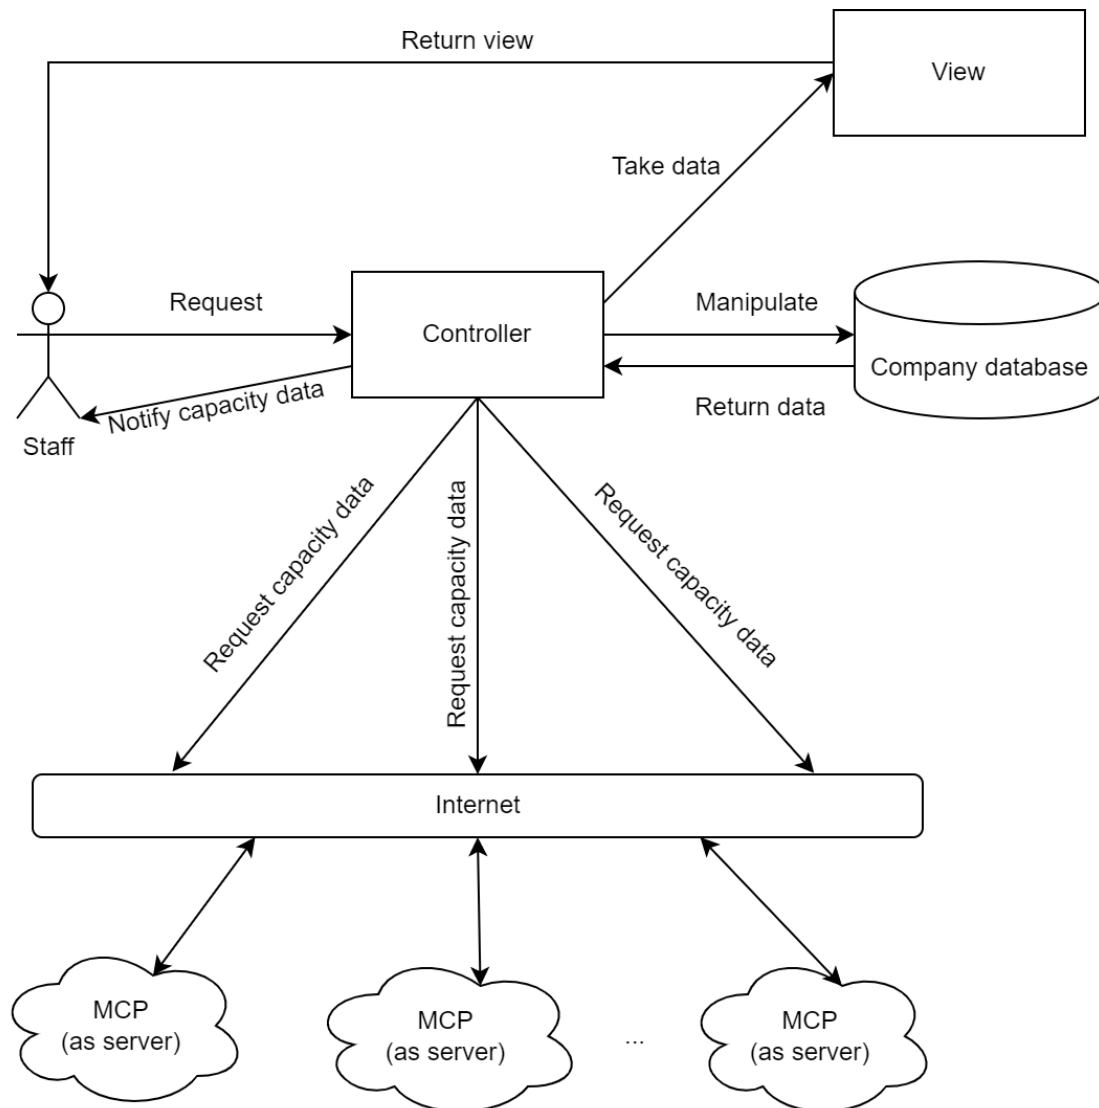 Return view
View
Take data
Request
Controller
Manipulate
Company database
Notify capacity data
Return data
Staff
Request capacity data
Request capacity data
Request capacity data
Internet
MCP
(as server)
MCP
(as server)
...
MCP
(as server)